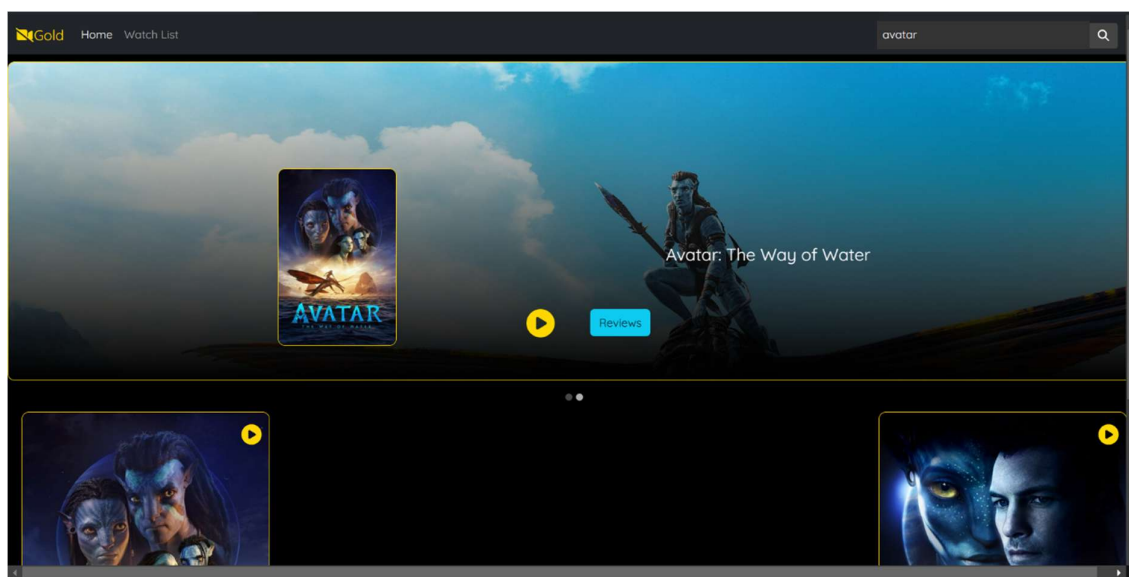 Gold Home Watch List avatar
Avatar: The Way of Water
AVATAR
THE WAY OF WATER
Reviews